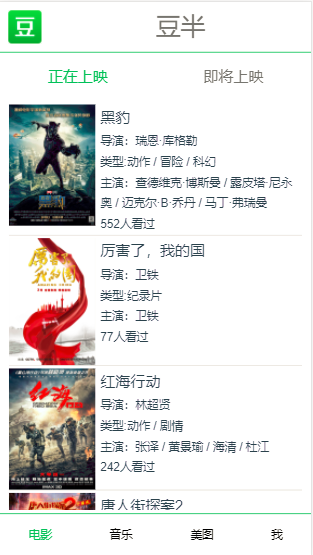 豆 豆半
正在上映 即将上映
黑豹
导演：瑞恩·库格勒
类型:动作 / 冒险 / 科幻
主演：查德维克·博斯曼 / 露皮塔·尼永
奥 / 迈克尔·B·乔丹 / 马丁·弗瑞曼
552人看过
厉害了，我的国
导演：卫铁
类型:纪录片
主演：卫铁
77人看过
红海行动
导演：林超贤
类型:动作 / 剧情
主演：张译 / 黄景瑜 / 海清 / 杜江
242人看过
唐人街探案2
电影 音乐 美图 我